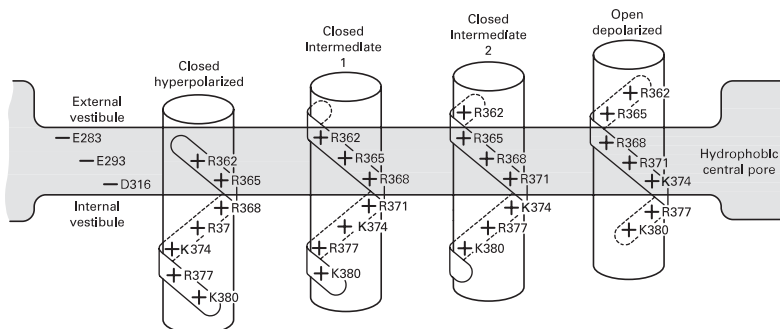 Closed
hyperpolarized
Closed
Intermediate
1
Closed
Intermediate
2
Open
depolarized
External
vestibule
E283
E293
D316
Internal
vestibule
R362
R365
R368
R37
K374
R377
K380
R362
R365
R368
R371
K374
R377
K380
R362
R365
R368
R371
K374
R377
K380
R362
R365
R368
R371
K374
R377
K380
Hydrophobic
central pore